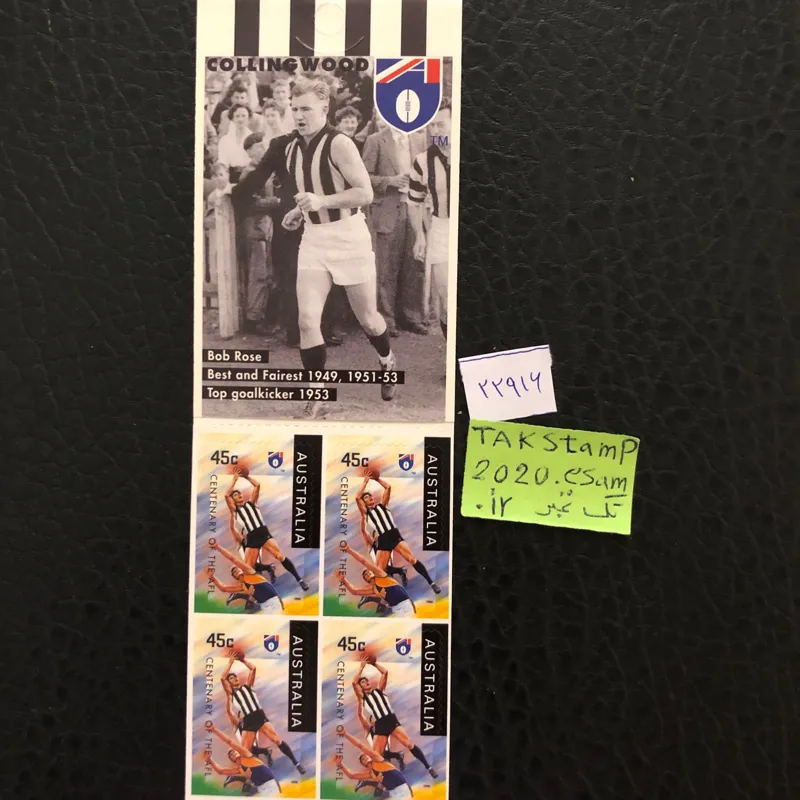 COLLINGWOOD
TM
Bob Rose
Best and Fairest 1949, 1951-53
Top goalkicker 1953
۲۲۹۱۶
TAKStamp
2020.esam
تک تمبر ۰۱۲
45c
AUSTRALIA
CENTENARY OF THE AFL
45c
AUSTRALIA
CENTENARY OF THE AFL
45c
AUSTRALIA
CENTENARY OF THE AFL
45c
AUSTRALIA
CENTENARY OF THE AFL